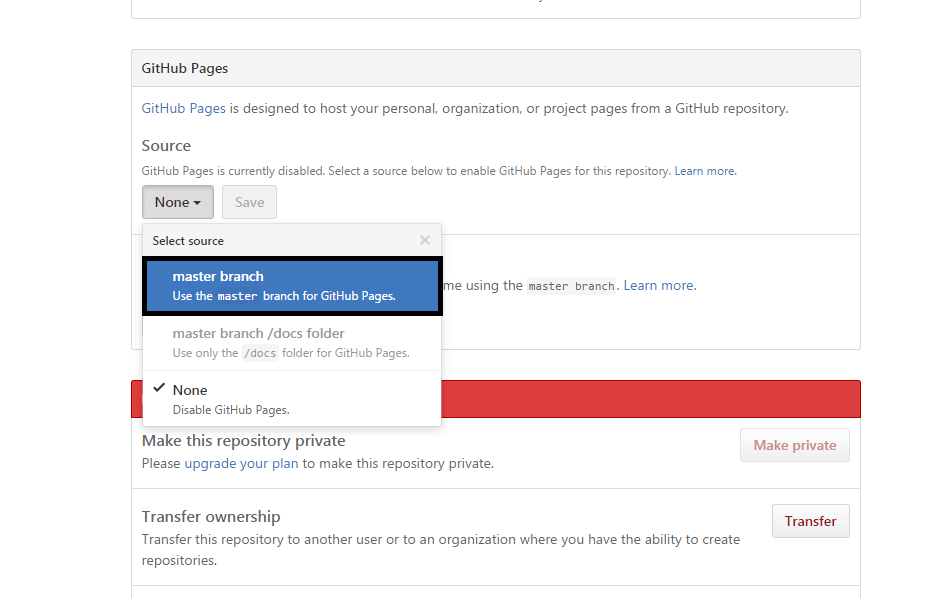 GitHub Pages
GitHub Pages is designed to host your personal, organization, or project pages from a GitHub repository.
Source
GitHub Pages is currently disabled. Select a source below to enable GitHub Pages for this repository. Learn more.
None Save
Select source
master branch
Use the master branch for GitHub Pages.
me using the master branch. Learn more.
master branch /docs folder
Use only the /docs folder for GitHub Pages.
None
Disable GitHub Pages.
Make this repository private
Please upgrade your plan to make this repository private.
Make private
Transfer ownership
Transfer this repository to another user or to an organization where you have the ability to create
repositories.
Transfer